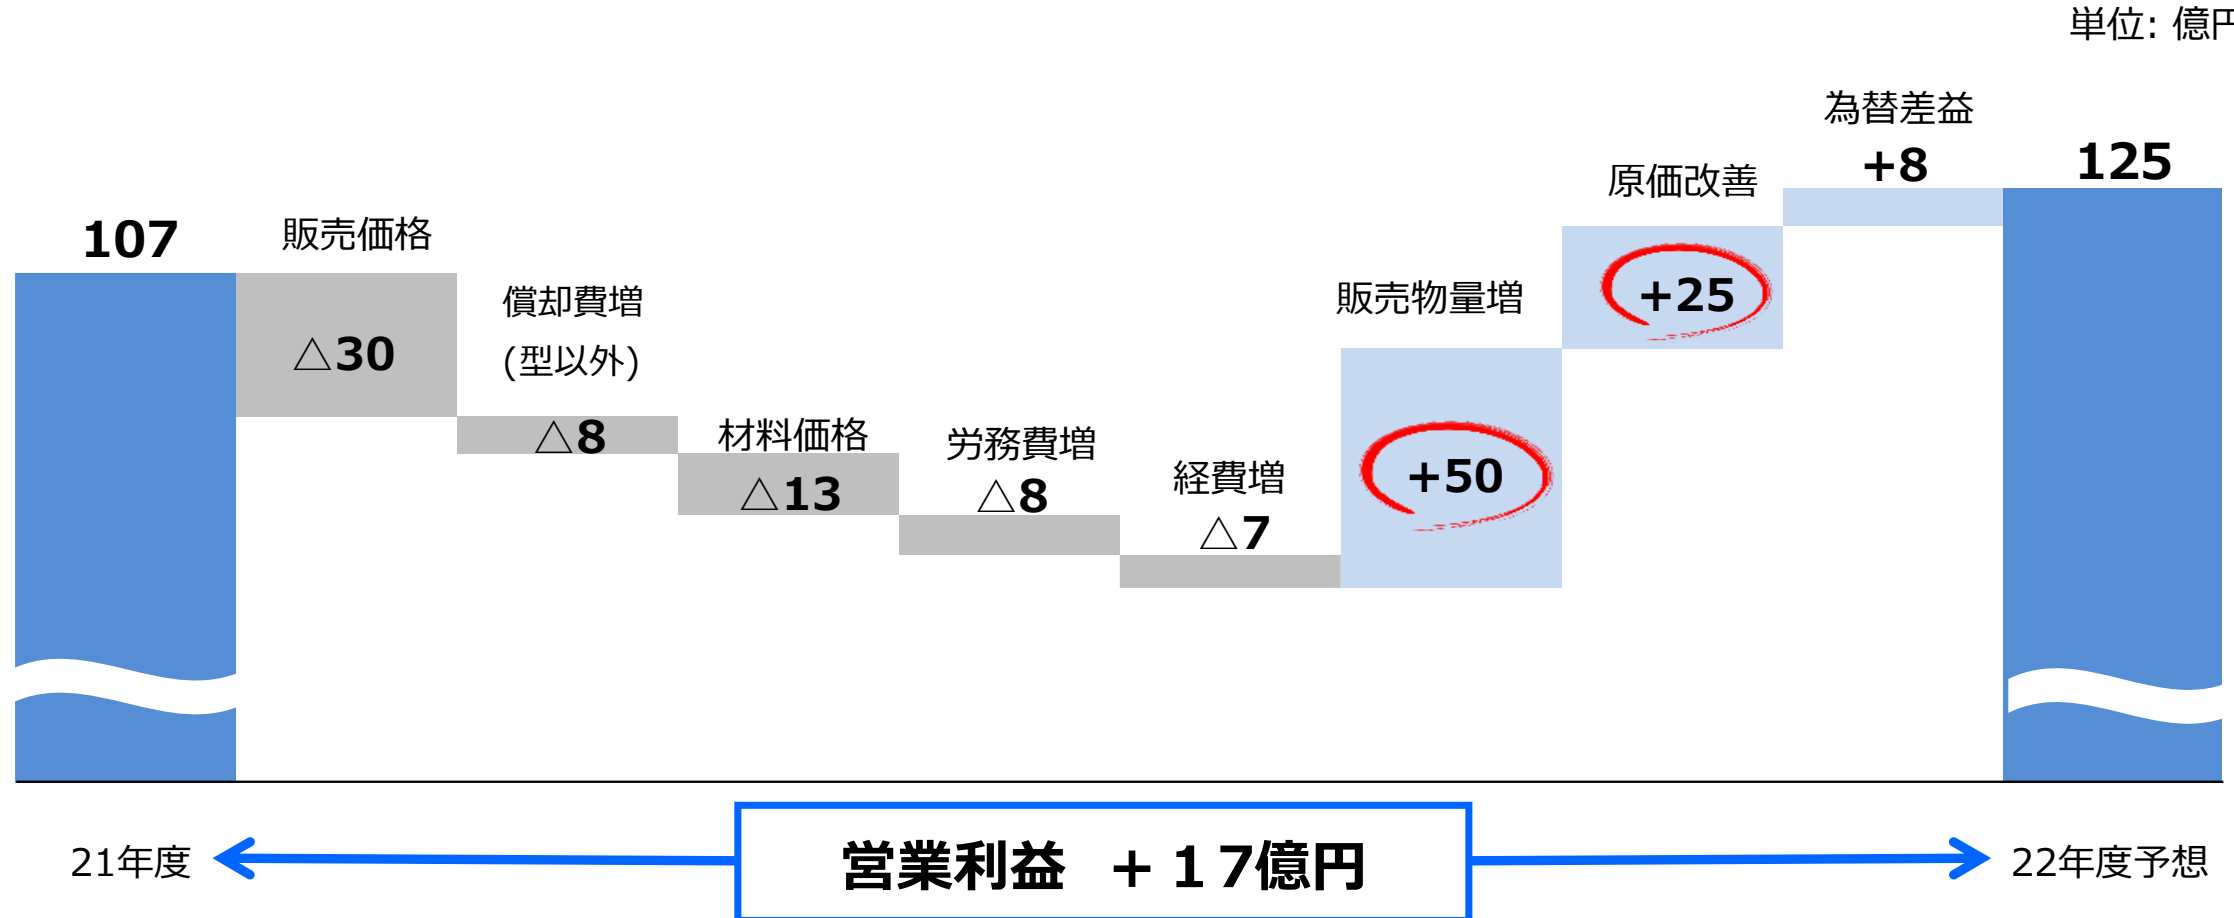 単位: 億円
107
販売価格
△30
償却費増
(型以外)
△8
材料価格
△13
労務費増
△8
経費増
△7
販売物量増
+50
原価改善
+25
為替差益
+8
125
21年度
営業利益 +17億円
22年度予想